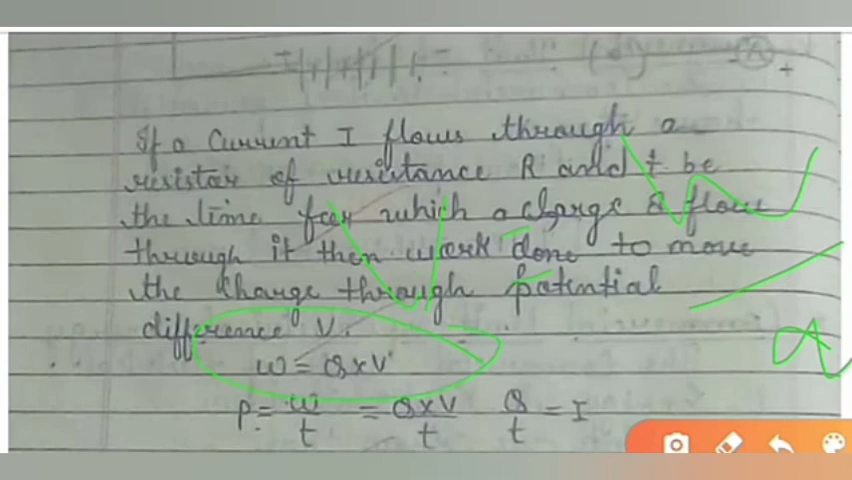 If a Current I flows through a
resistor of resistance R and t be
the time for which a charge Q flow
through it then work done to move
the charge through potential
difference V.
W = Q×V
P = W/t = Q×V/t Q/t = I